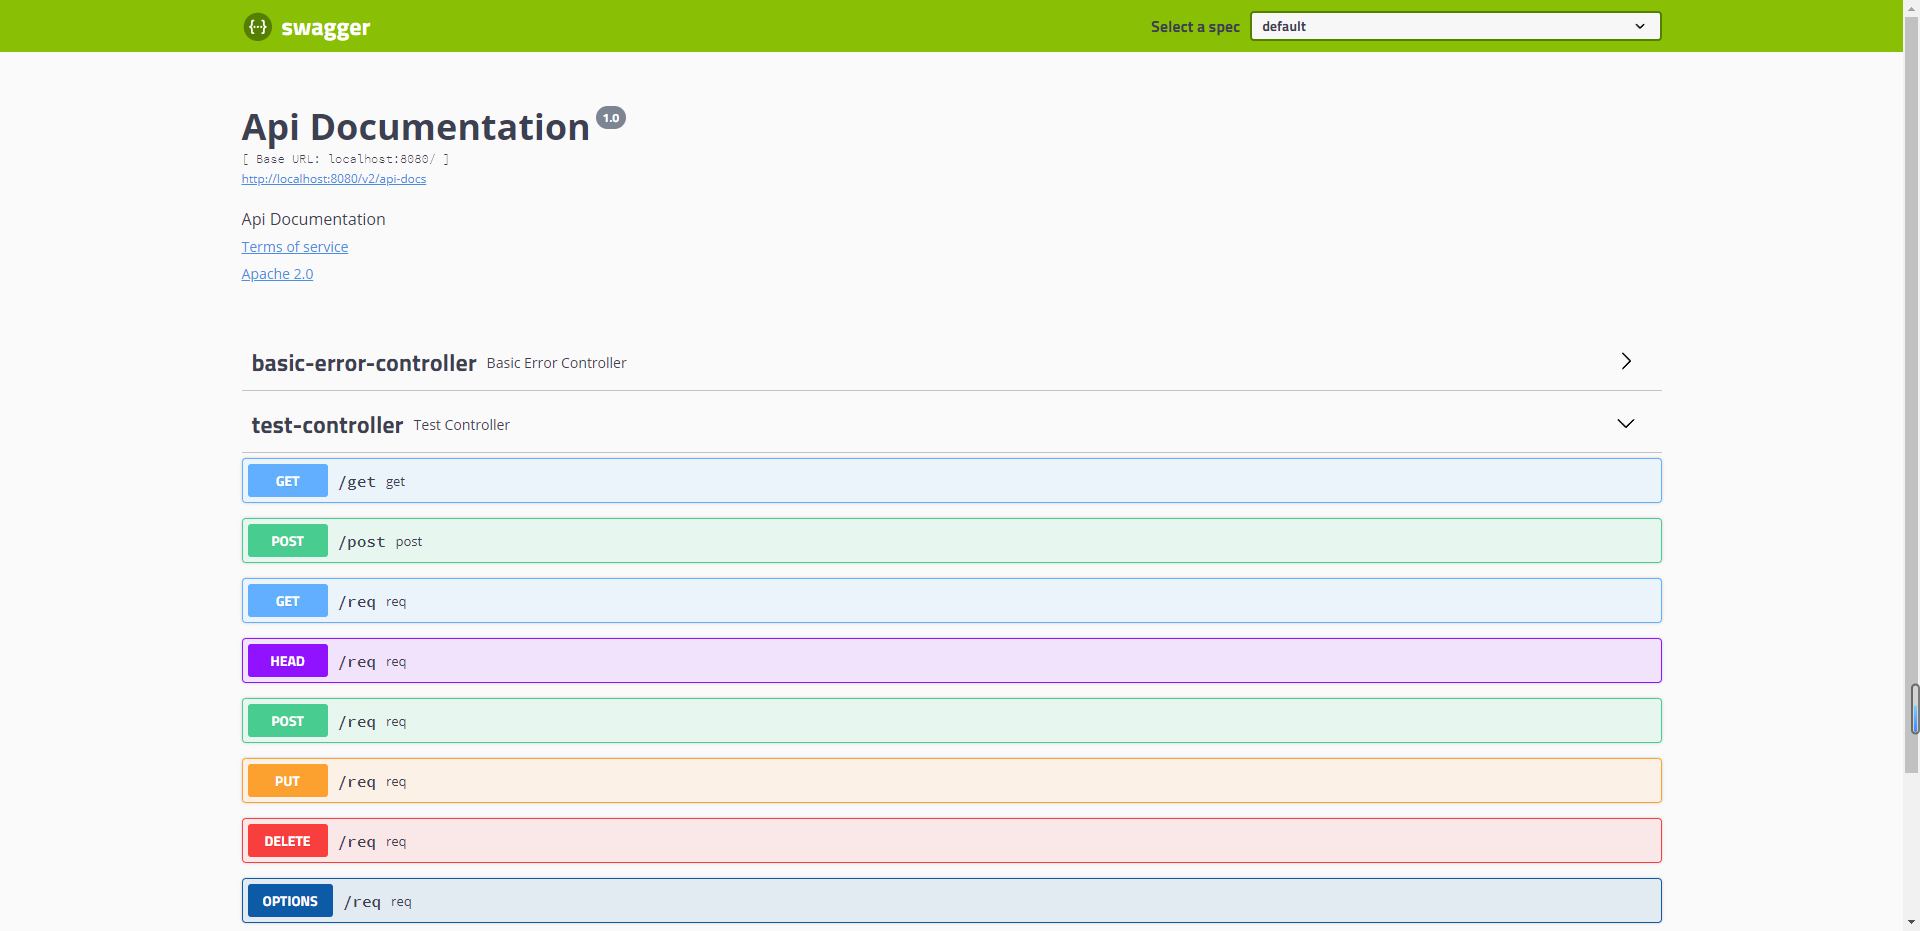 {···} swagger
Select a spec default
Api Documentation 1.0
[ Base URL: localhost:8080/ ]
http://localhost:8080/v2/api-docs
Api Documentation
Terms of service
Apache 2.0
basic-error-controller Basic Error Controller
test-controller Test Controller
GET /get get
POST /post post
GET /req req
HEAD /req req
POST /req req
PUT /req req
DELETE /req req
OPTIONS /req req